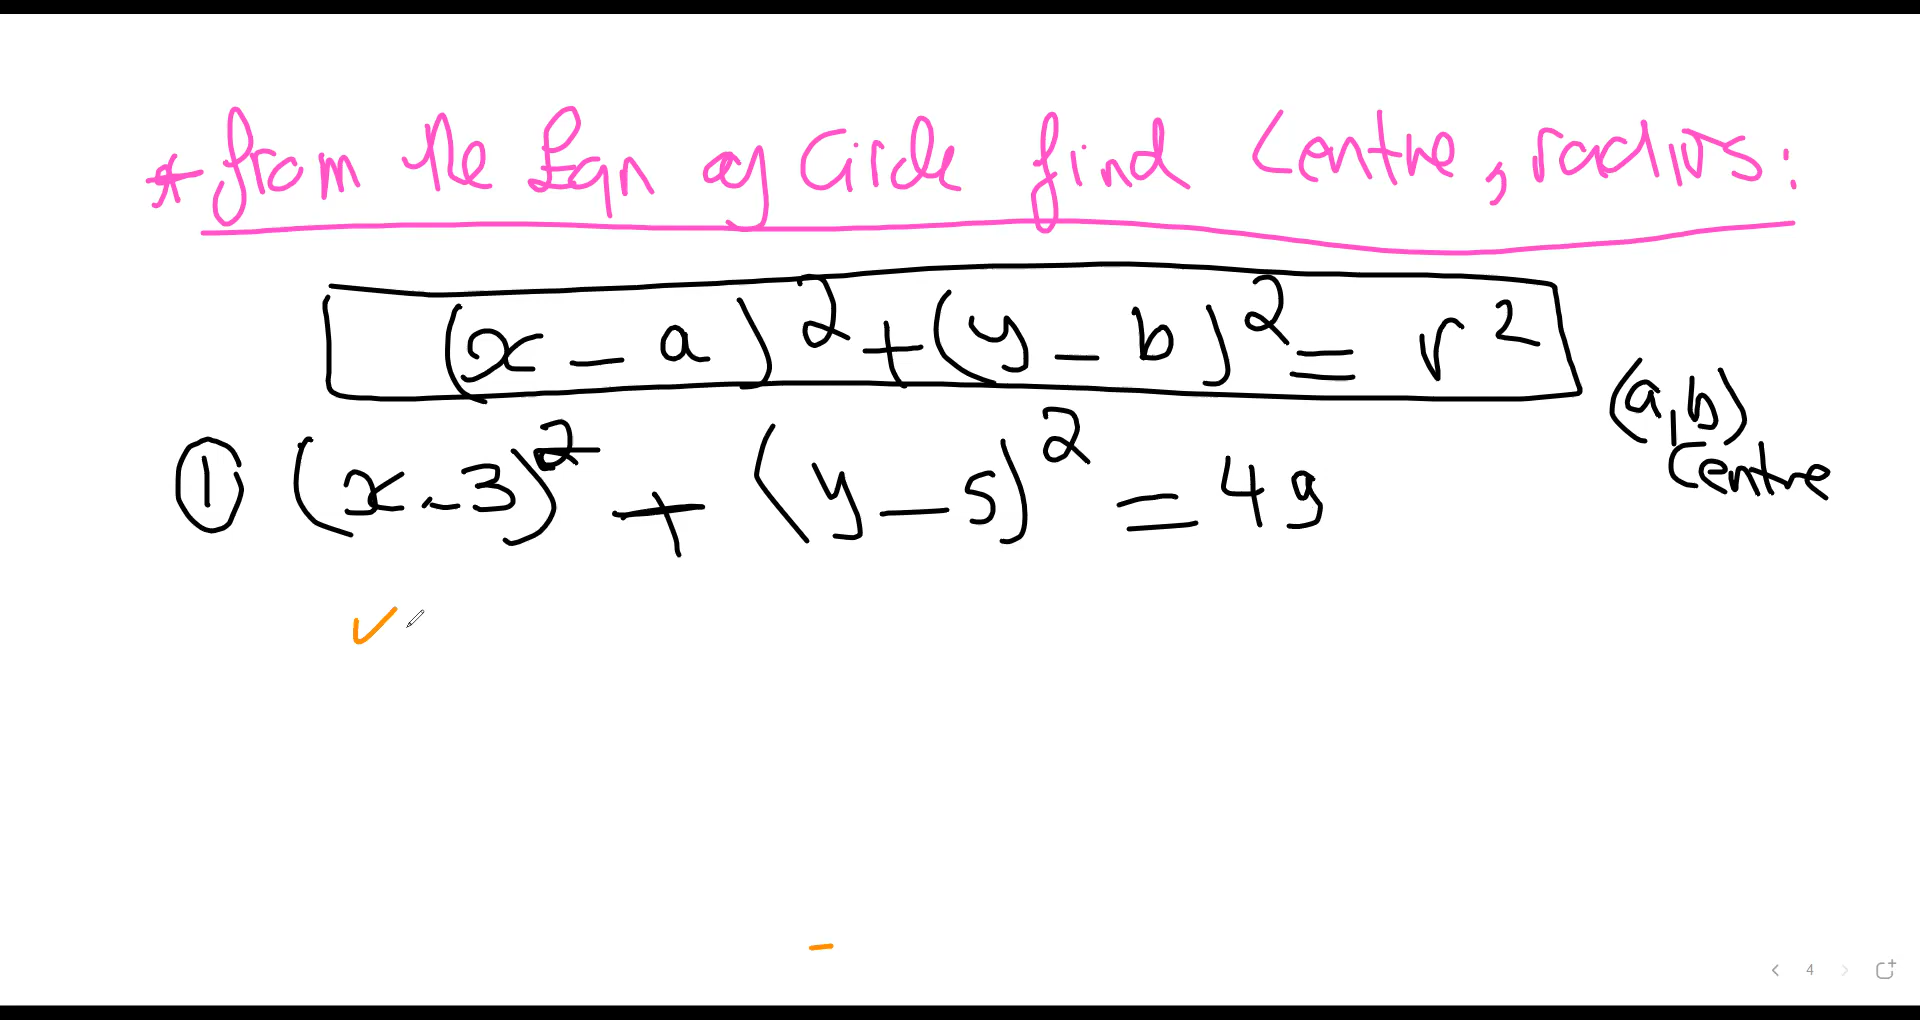 * from the Eqn of Circle find Centre, radius:
(x - a)² + (y - b)² = r²
(a,b)
Centre
① (x - 3)² + (y - 5)² = 49
4